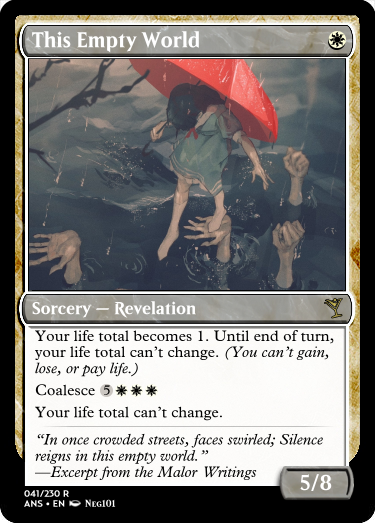 This Empty World
Sorcery — Revelation
Your life total becomes 1. Until end of turn,
your life total can't change. (You can't gain,
lose, or pay life.)
Coalesce 5
Your life total can't change.
“In once crowded streets, faces swirled; Silence
reigns in this empty world.”
—Excerpt from the Malor Writings
5/8
041/230 R
ANS • EN Neg101